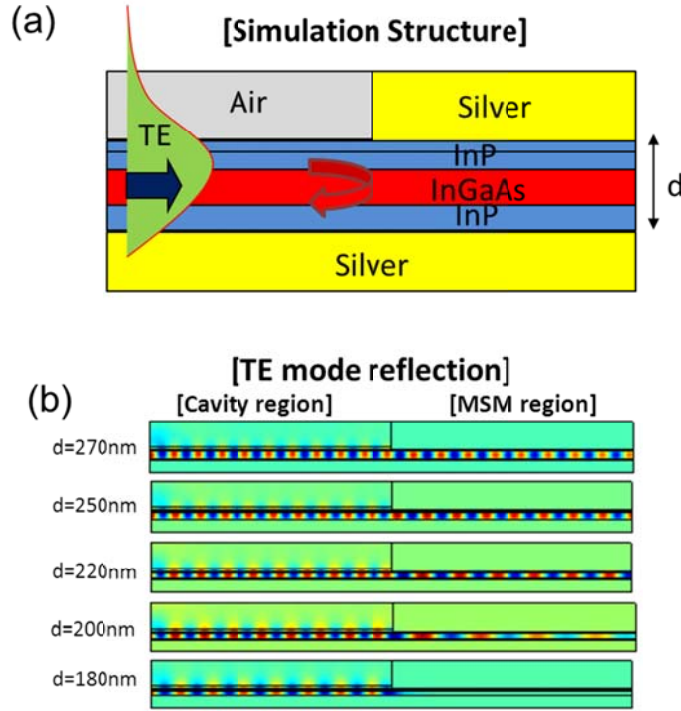 (a)
[Simulation Structure]
Air
Silver
TE
InP
InGaAs
InP
d
Silver
[TE mode reflection]
(b)
[Cavity region]
[MSM region]
d=270nm
d=250nm
d=220nm
d=200nm
d=180nm